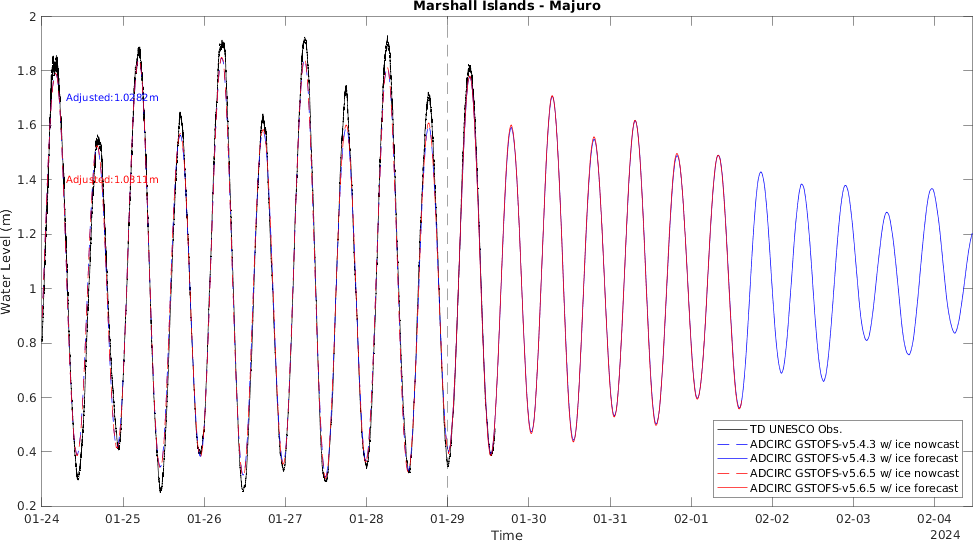 Marshall Islands - Majuro
Water Level (m)
2
1.8
1.6
1.4
1.2
1
0.8
0.6
0.4
0.2
Adjusted:1.0282m
Adjusted:1.0311m
TD UNESCO Obs.
ADCIRC GSTOFS-v5.4.3 w/ ice nowcast
ADCIRC GSTOFS-v5.4.3 w/ ice forecast
ADCIRC GSTOFS-v5.6.5 w/ ice nowcast
ADCIRC GSTOFS-v5.6.5 w/ ice forecast
01-24 01-25 01-26 01-27 01-28 01-29 01-30 01-31 02-01 02-02 02-03 02-04
Time
2024